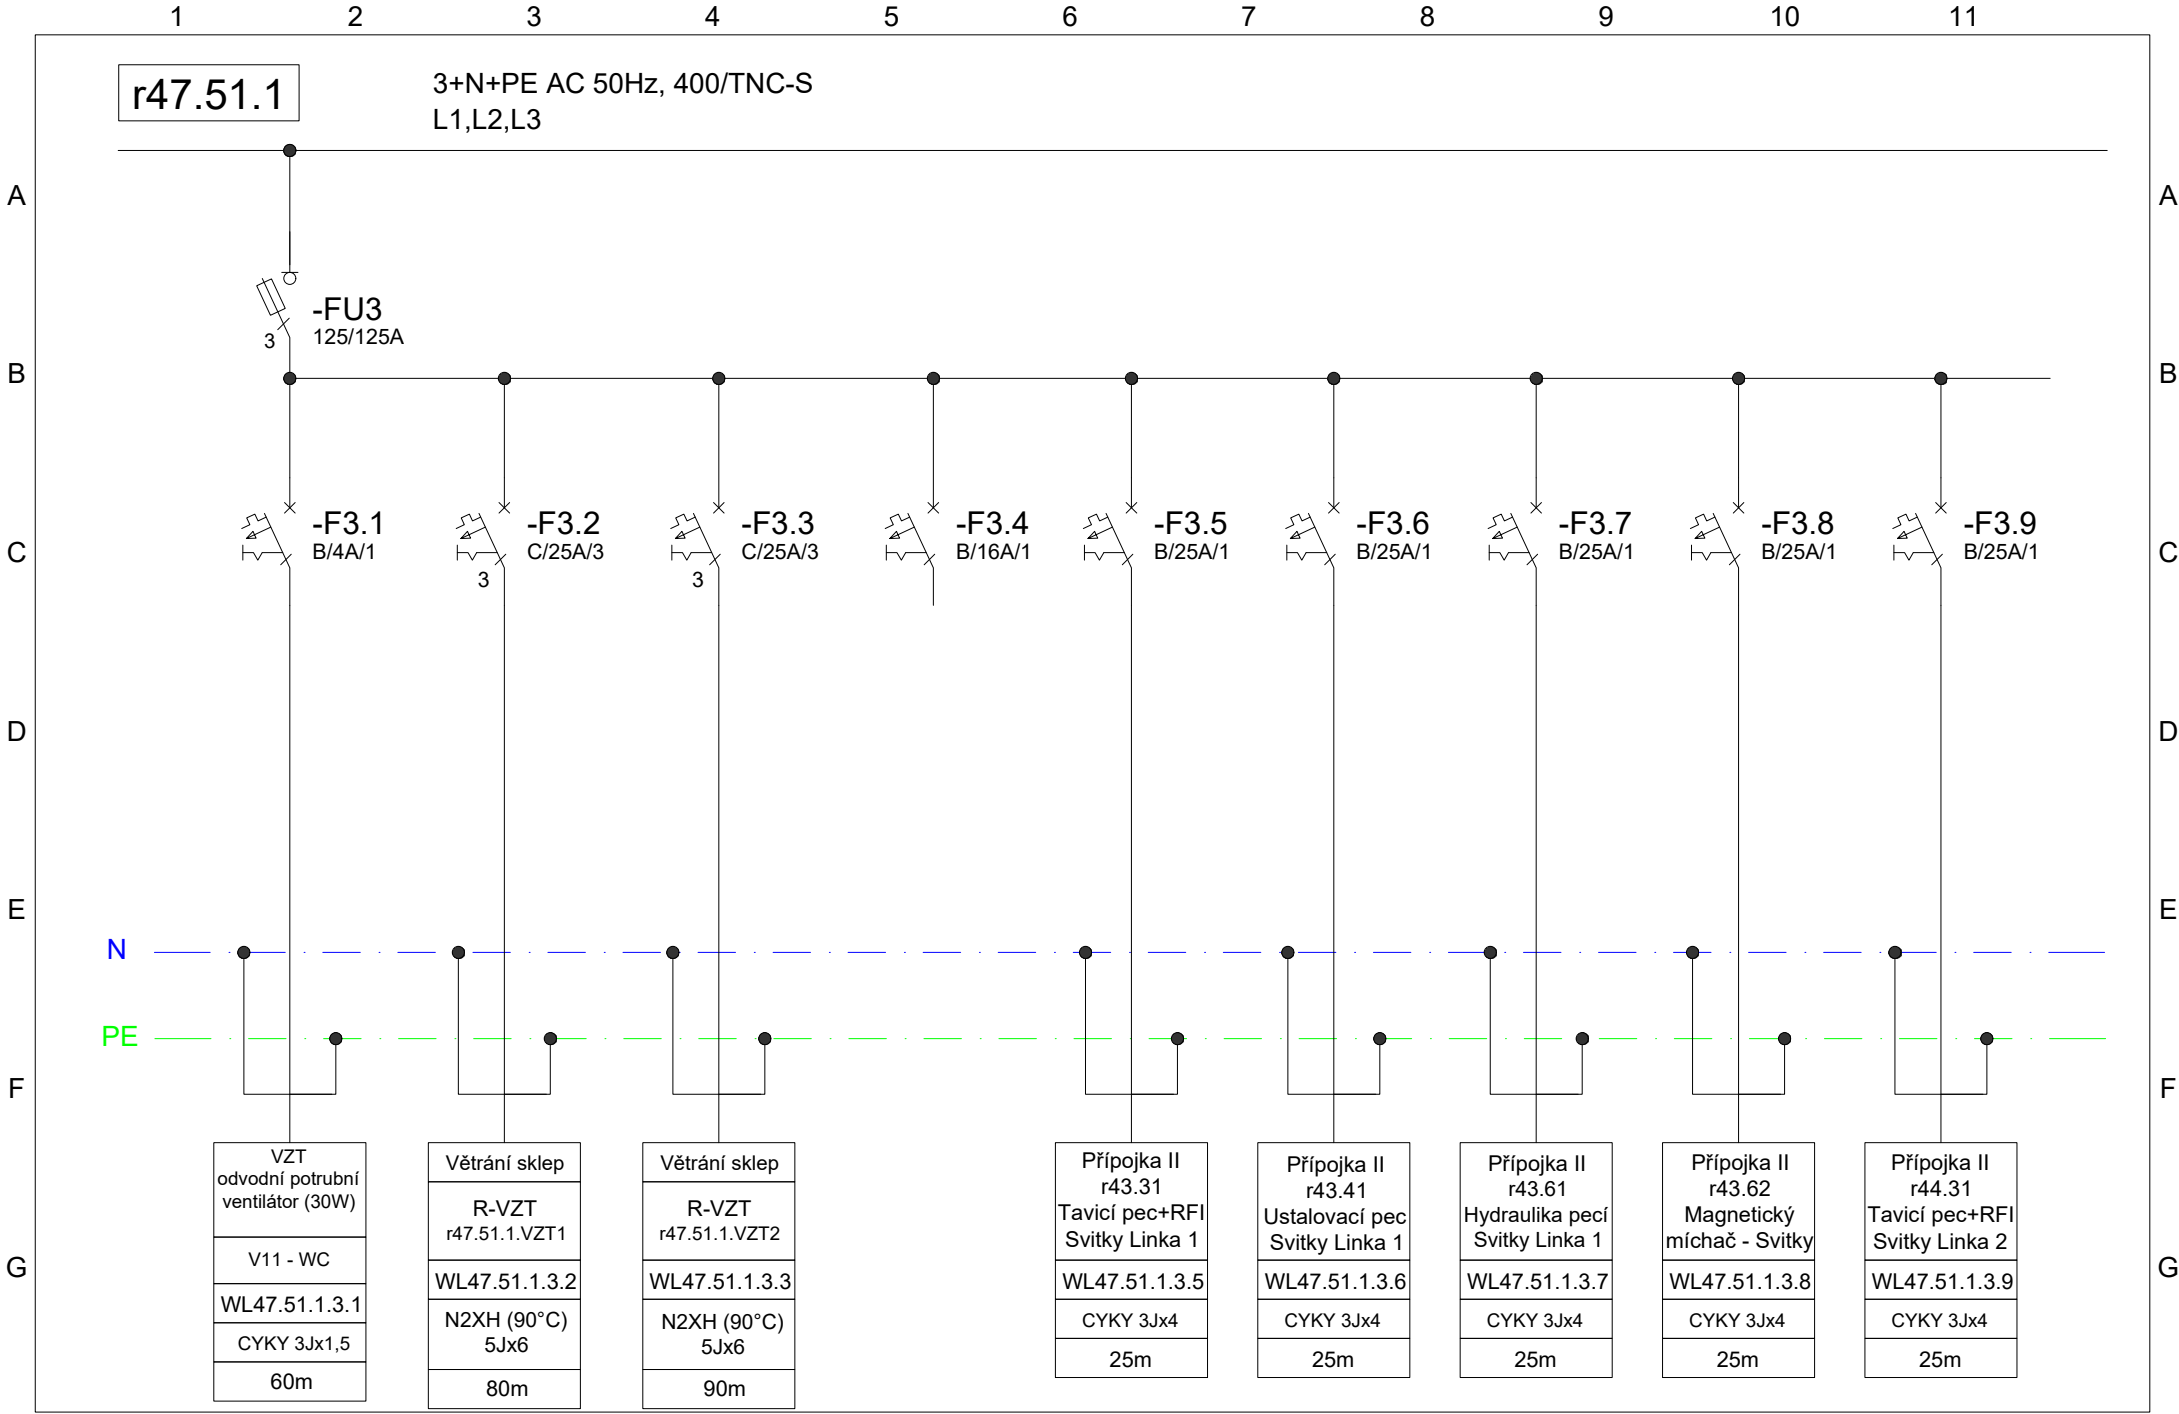 1 2 3 4 5 6 7 8 9 10 11
r47.51.1
3+N+PE AC 50Hz, 400/TNC-S
L1,L2,L3
A A
-FU3
125/125A
3
B B
-F3.1
B/4A/1
-F3.2
C/25A/3
3
-F3.3
C/25A/3
3
-F3.4
B/16A/1
-F3.5
B/25A/1
-F3.6
B/25A/1
-F3.7
B/25A/1
-F3.8
B/25A/1
-F3.9
B/25A/1
C C
D D
E E
N
PE
F F
VZT
odvodní potrubní
ventilátor (30W)
V11 - WC
WL47.51.1.3.1
CYKY 3Jx1,5
60m
Větrání sklep
R-VZT
r47.51.1.VZT1
WL47.51.1.3.2
N2XH (90°C)
5Jx6
80m
Větrání sklep
R-VZT
r47.51.1.VZT2
WL47.51.1.3.3
N2XH (90°C)
5Jx6
90m
Přípojka II
r43.31
Tavicí pec+RFI
Svitky Linka 1
WL47.51.1.3.5
CYKY 3Jx4
25m
Přípojka II
r43.41
Ustalovací pec
Svitky Linka 1
WL47.51.1.3.6
CYKY 3Jx4
25m
Přípojka II
r43.61
Hydraulika pecí
Svitky Linka 1
WL47.51.1.3.7
CYKY 3Jx4
25m
Přípojka II
r43.62
Magnetický
míchač - Svitky
WL47.51.1.3.8
CYKY 3Jx4
25m
Přípojka II
r44.31
Tavicí pec+RFI
Svitky Linka 2
WL47.51.1.3.9
CYKY 3Jx4
25m
G G